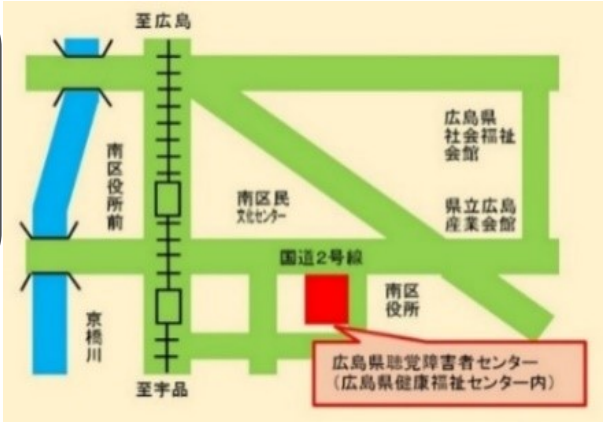 至広島
広島県
社会福祉
会館
南区役所前
南区民
文化センター
県立広島
産業会館
国道2号線
南区
役所
京橋川
広島県聴覚障害者センター
（広島県健康福祉センター内）
至宇品